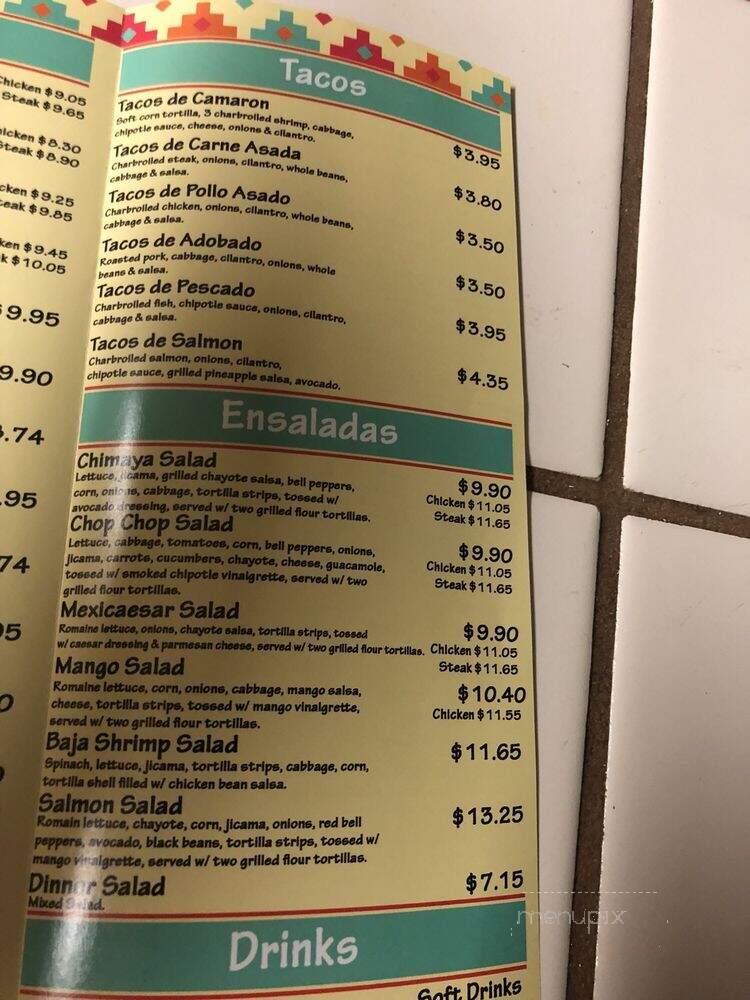 Chicken $9.05
Steak $9.65
Chicken $8.30
Steak $8.90
Chicken $9.25
Steak $9.85
Chicken $9.45
Steak $10.05
$9.95
9.90
.74
.95
74
Tacos
Tacos de Camaron
Soft corn tortilla, 3 charbroiled shrimp, cabbage,
chipotle sauce, cheese, onions & cilantro.
$3.95
Tacos de Carne Asada
Charbroiled steak, onions, cilantro, whole beans,
cabbage & salsa.
$3.80
Tacos de Pollo Asado
Charbroiled chicken, onions, cilantro, whole beans,
cabbage & salsa.
$3.50
Tacos de Adobado
Roasted pork, cabbage, cilantro, onions, whole
beans & salsa.
$3.50
Tacos de Pescado
Charbroiled fish, chipotle sauce, onions, cilantro,
cabbage & salsa.
$3.95
Tacos de Salmon
Charbroiled salmon, onions, cilantro,
chipotle sauce, grilled pineapple salsa, avocado.
$4.35
Ensaladas
Chimaya Salad
Lettuce, jicama, grilled chayote salsa, bell peppers,
corn, onions, cabbage, tortilla strips, tossed w/
avocado dressing, served w/ two grilled flour tortillas.
$9.90
Chicken $11.05
Steak $11.65
Chop Chop Salad
Lettuce, cabbage, tomatoes, corn, bell peppers, onions,
jicama, carrots, cucumbers, chayote, cheese, guacamole,
tossed w/ smoked chipotle vinaigrette, served w/ two
grilled flour tortillas.
$9.90
Chicken $11.05
Steak $11.65
Mexicaesar Salad
Romaine lettuce, onions, chayote salsa, tortilla strips, tossed
w/caesar dressing & parmesan cheese, served w/ two grilled flour tortillas.
$9.90
Chicken $11.05
Steak $11.65
Mango Salad
Romaine lettuce, corn, onions, cabbage, mango salsa,
cheese, tortilla strips, tossed w/ mango vinaigrette,
served w/ two grilled flour tortillas.
$10.40
Chicken $11.55
Baja Shrimp Salad
Spinach, lettuce, jicama, tortilla strips, cabbage, corn,
tortilla shell filled w/ chicken bean salsa.
$11.65
Salmon Salad
Romain lettuce, chayote, corn, jicama, onions, red bell
peppers, avocado, black beans, tortilla strips, tossed w/
mango vinaigrette, served w/ two grilled flour tortillas.
$13.25
Dinner Salad
Mixed Salad.
$7.15
Drinks
Soft Drinks
menupix